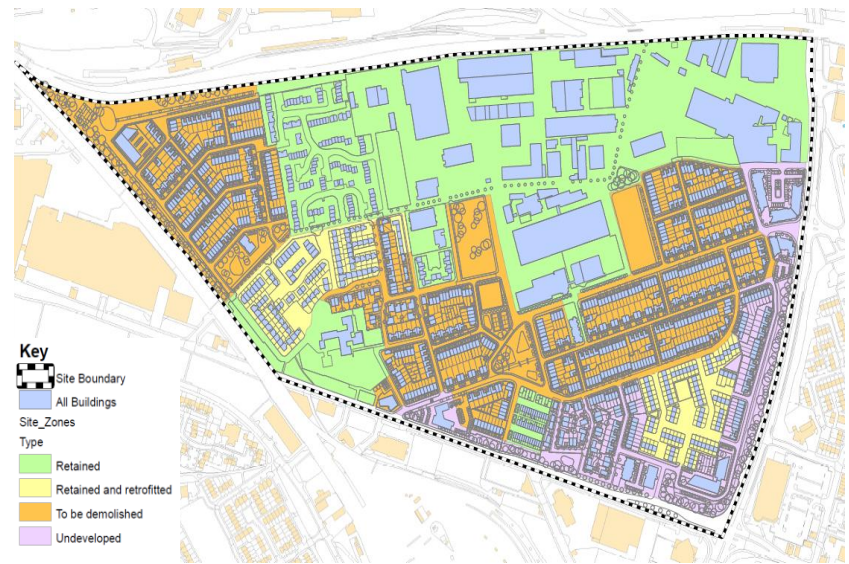 Key
Site Boundary
All Buildings
Site_Zones
Type
Retained
Retained and retrofitted
To be demolished
Undeveloped